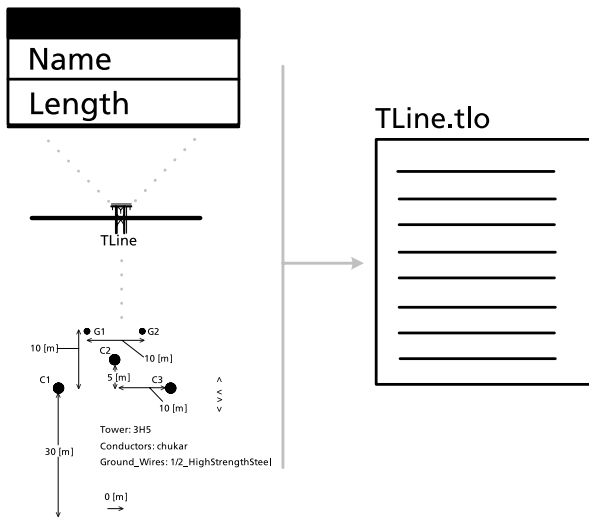 Name
Length
TLine
TLine.tlo
G1
G2
10 [m]
C2
10 [m]
C1
5 [m]
C3
10 [m]
30 [m]
Tower: 3H5
Conductors: chukar
Ground_Wires: 1/2_HighStrengthSteel
0 [m]